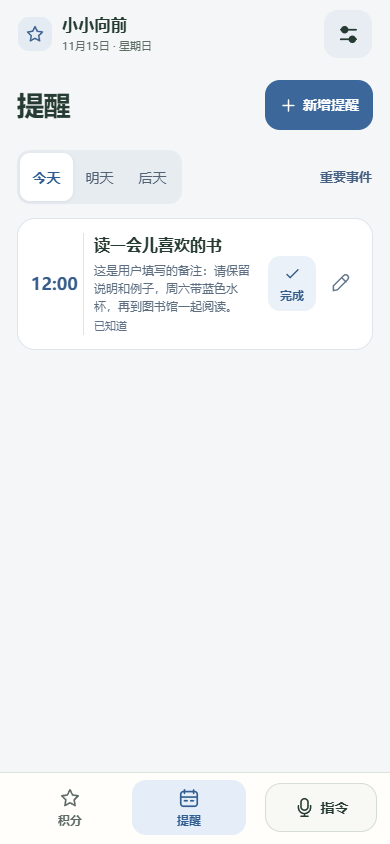 小小向前
11月15日 · 星期日
提醒
新增提醒
今天
明天
后天
重要事件
12:00
读一会儿喜欢的书
这是用户填写的备注：请保留
说明和例子，周六带蓝色水
杯，再到图书馆一起阅读。
已知道
完成
积分
提醒
指令